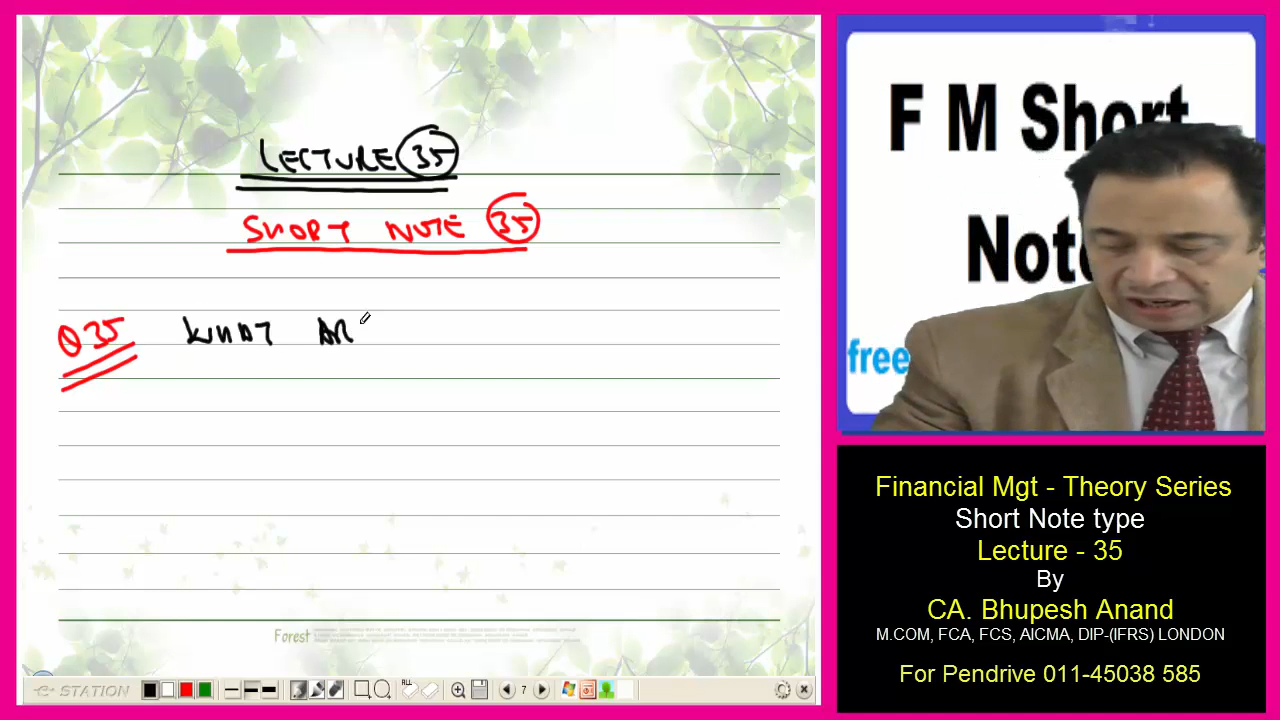 LECTURE 35
SHORT NOTE 35
Q35 WHAT AR
Forest
e-STATION
ALL
7
F M Short
Note
free
Financial Mgt - Theory Series
Short Note type
Lecture - 35
By
CA. Bhupesh Anand
M.COM, FCA, FCS, AICMA, DIP-(IFRS) LONDON
For Pendrive 011-45038 585